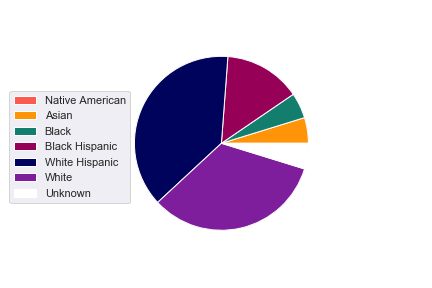 Native American
Asian
Black
Black Hispanic
White Hispanic
White
Unknown